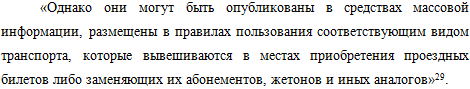 «Однако они могут быть опубликованы в средствах массовой
информации, размещены в правилах пользования соответствующим видом
транспорта, которые вывешиваются в местах приобретения проездных
билетов либо заменяющих их абонементов, жетонов и иных аналогов»²⁹.